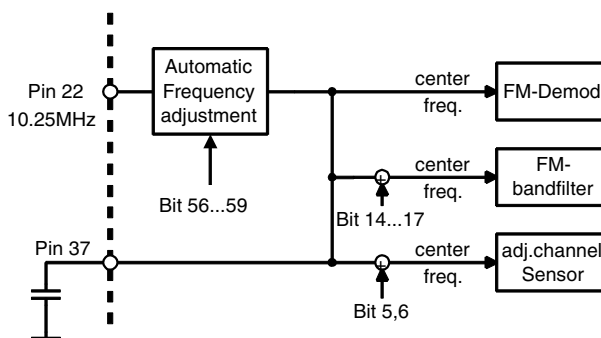 Pin 22
10.25MHz
Automatic
Frequency
adjustment
Bit 56...59
center
freq.
FM-Demod
center
freq.
FM-
bandfilter
+
Bit 14...17
Pin 37
center
freq.
adj.channel
Sensor
+
Bit 5,6